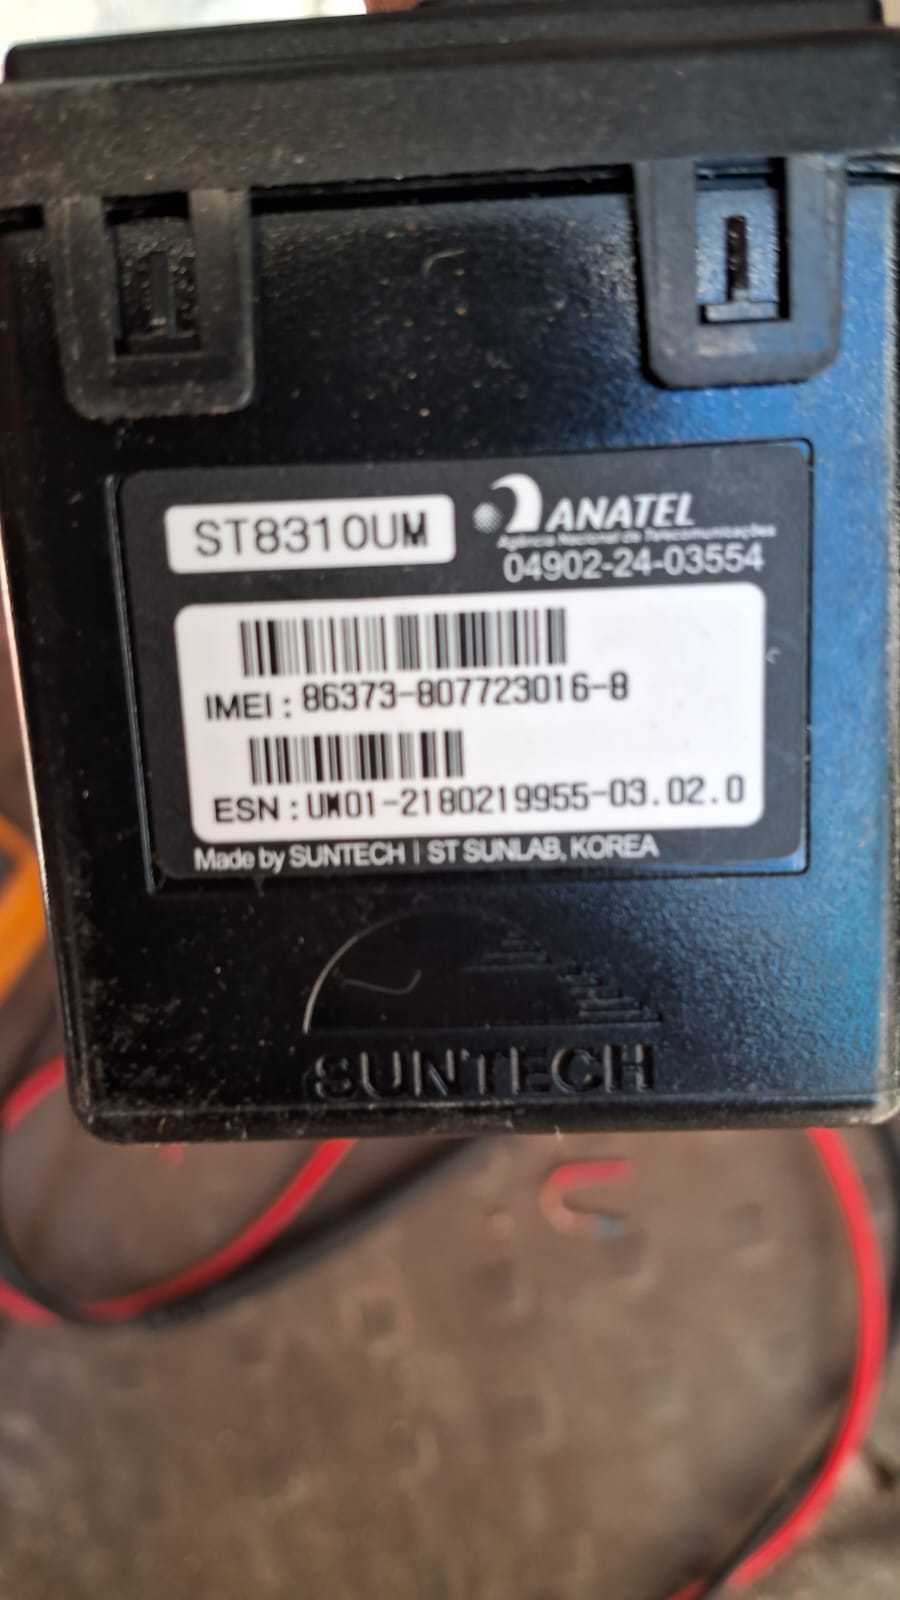 ST8310UM
ANATEL
Agência Nacional de Telecomunicações
04902-24-03554
IMEI : 86373-807723016-8
ESN : UM01-2180219955-03.02.0
Made by SUNTECH | ST SUNLAB, KOREA
SUNTECH